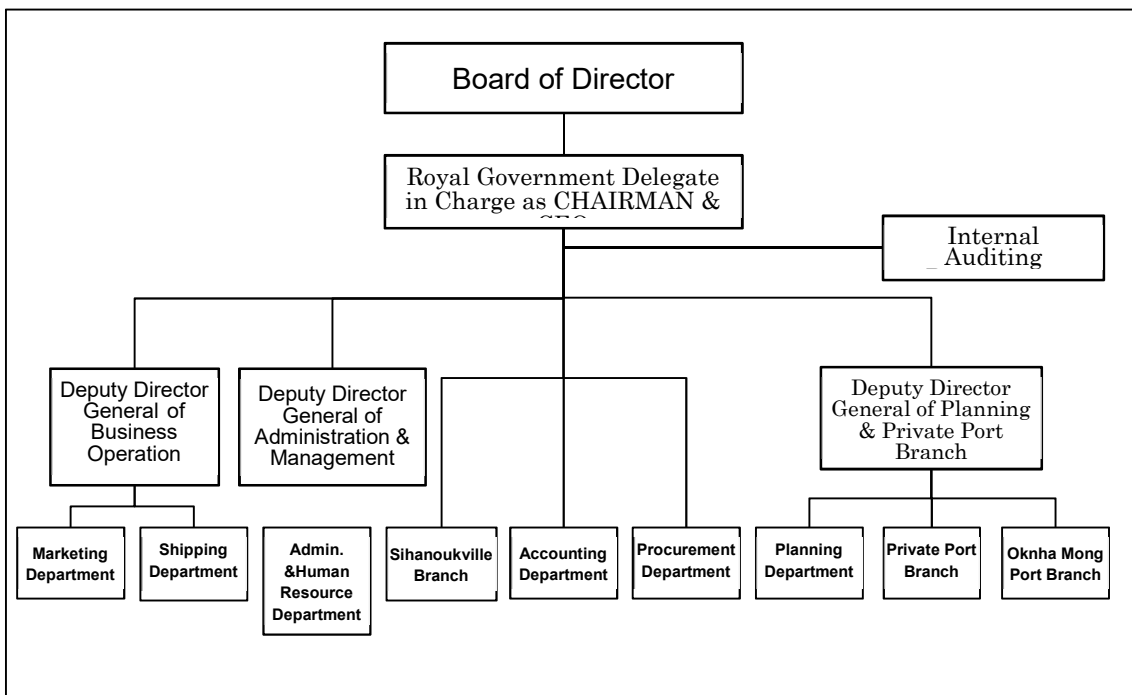 Board of Director
Royal Government Delegate
in Charge as CHAIRMAN &
Internal
Auditing
Deputy Director
General of
Business
Operation
Deputy Director
General of
Administration &
Management
Deputy Director
General of Planning
& Private Port
Branch
Marketing
Department
Shipping
Department
Admin.
&Human
Resource
Department
Sihanoukville
Branch
Accounting
Department
Procurement
Department
Planning
Department
Private Port
Branch
Oknha Mong
Port Branch